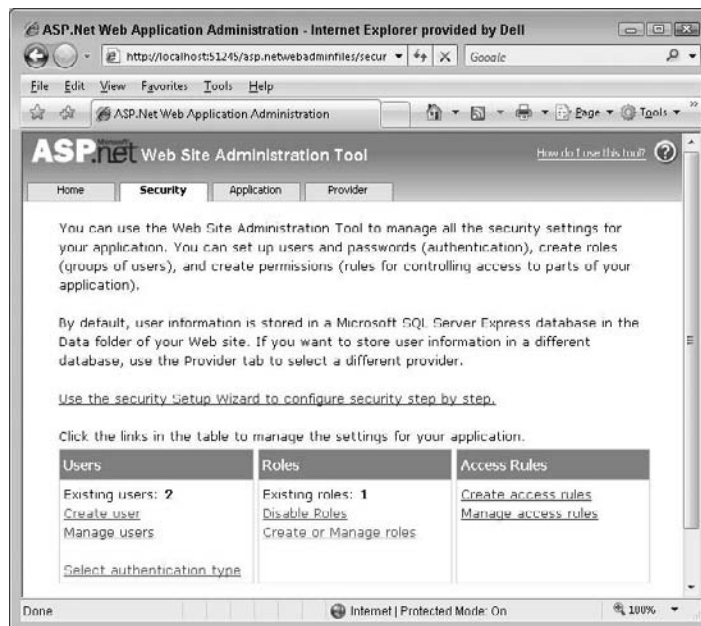 ASP.Net Web Application Administration - Internet Explorer provided by Dell
http://localhost:51245/asp.netwebadminfiles/secur
Google
File Edit View Favorites Tools Help
ASP.Net Web Application Administration
Page Tools
ASP.net Web Site Administration Tool
How do I use this tool?
Home Security Application Provider
You can use the Web Site Administration Tool to manage all the security settings for
your application. You can set up users and passwords (authentication), create roles
(groups of users), and create permissions (rules for controlling access to parts of your
application).
By default, user information is stored in a Microsoft SQL Server Express database in the
Data folder of your Web site. If you want to store user information in a different
database, use the Provider tab to select a different provider.
Use the security Setup Wizard to configure security step by step.
Click the links in the table to manage the settings for your application.
Users Roles Access Rules
Existing users: 2 Existing roles: 1 Create access rules
Create user Disable Roles Manage access rules
Manage users Create or Manage roles
Select authentication type
Done Internet | Protected Mode: On 100%